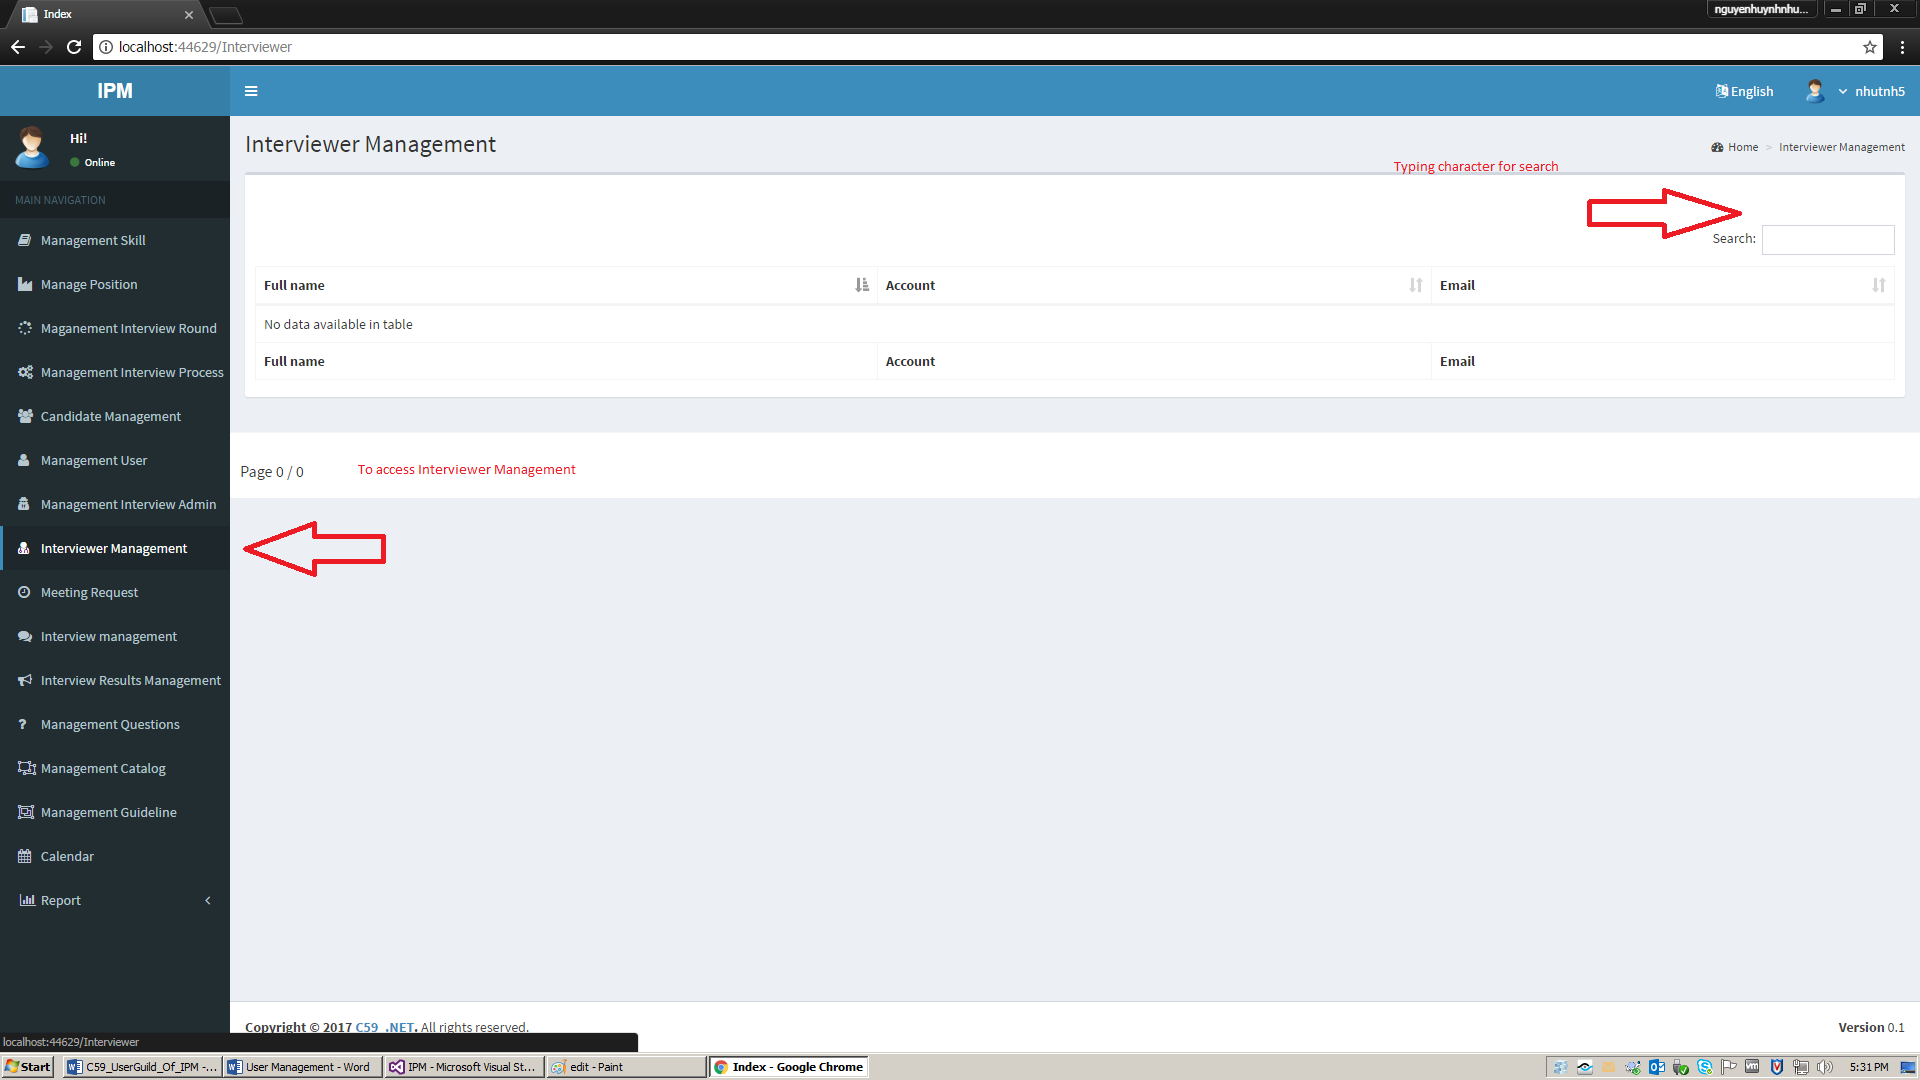 Index
nguyenhuynhnhu...
localhost:44629/Interviewer
IPM
English
nhutnh5
Hi!
Online
MAIN NAVIGATION
Management Skill
Manage Position
Maganement Interview Round
Management Interview Process
Candidate Management
Management User
Management Interview Admin
Interviewer Management
Meeting Request
Interview management
Interview Results Management
Management Questions
Management Catalog
Management Guideline
Calendar
Report
Interviewer Management
Home > Interviewer Management
Typing character for search
Search:
Full name Account Email
No data available in table
Full name Account Email
Page 0 / 0
To access Interviewer Management
Copyright © 2017 C59_.NET. All rights reserved.
Version 0.1
localhost:44629/Interviewer
Start
C59_UserGuild_Of_IPM -...
User Management - Word
IPM - Microsoft Visual St...
edit - Paint
Index - Google Chrome
5:31 PM